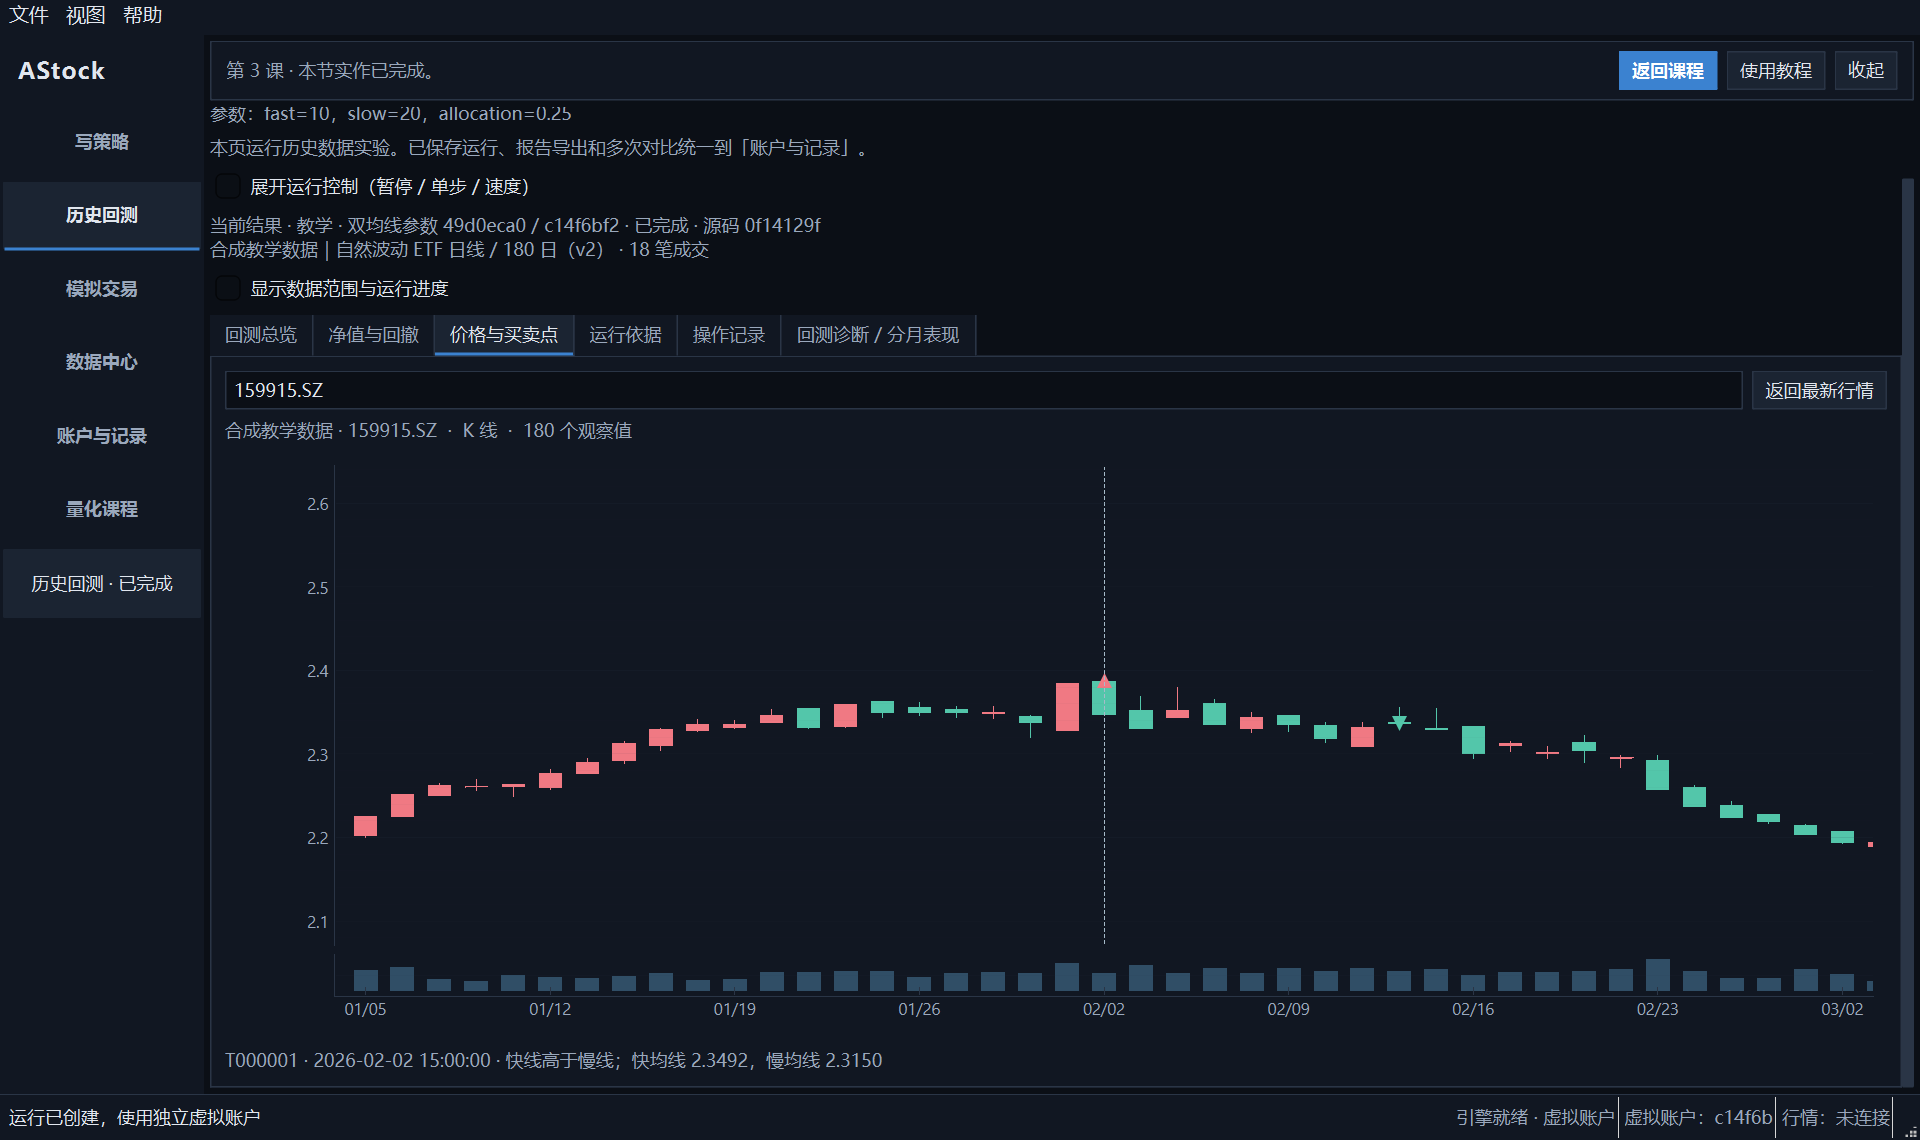 文件 视图 帮助
AStock
写策略
历史回测
模拟交易
数据中心
账户与记录
量化课程
历史回测 · 已完成
第 3 课 · 本节实作已完成。
返回课程
使用教程
收起
参数：fast=10，slow=20，allocation=0.25
本页运行历史数据实验。已保存运行、报告导出和多次对比统一到「账户与记录」。
展开运行控制（暂停 / 单步 / 速度）
当前结果 · 教学 · 双均线参数 49d0eca0 / c14f6bf2 · 已完成 · 源码 0f14129f
合成教学数据 | 自然波动 ETF 日线 / 180 日（v2） · 18 笔成交
显示数据范围与运行进度
回测总览
净值与回撤
价格与买卖点
运行依据
操作记录
回测诊断 / 分月表现
159915.SZ
返回最新行情
合成教学数据 · 159915.SZ · K 线 · 180 个观察值
2.6
2.5
2.4
2.3
2.2
2.1
01/05
01/12
01/19
01/26
02/02
02/09
02/16
02/23
03/02
T000001 · 2026-02-02 15:00:00 · 快线高于慢线；快均线 2.3492，慢均线 2.3150
运行已创建，使用独立虚拟账户
引擎就绪 · 虚拟账户
虚拟账户：c14f6b
行情：未连接